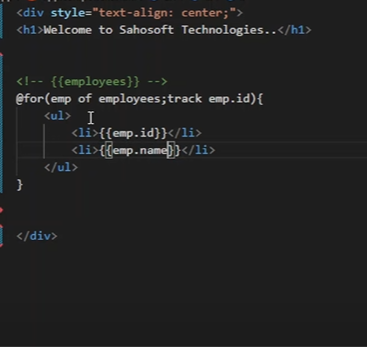 <div style="text-align: center;">
<h1>Welcome to Sahosoft Technologies..</h1>
<!-- {{employees}} -->
@for(emp of employees;track emp.id){
<ul>
<li>{{emp.id}}</li>
<li>{{emp.name}}</li>
</ul>
}
</div>